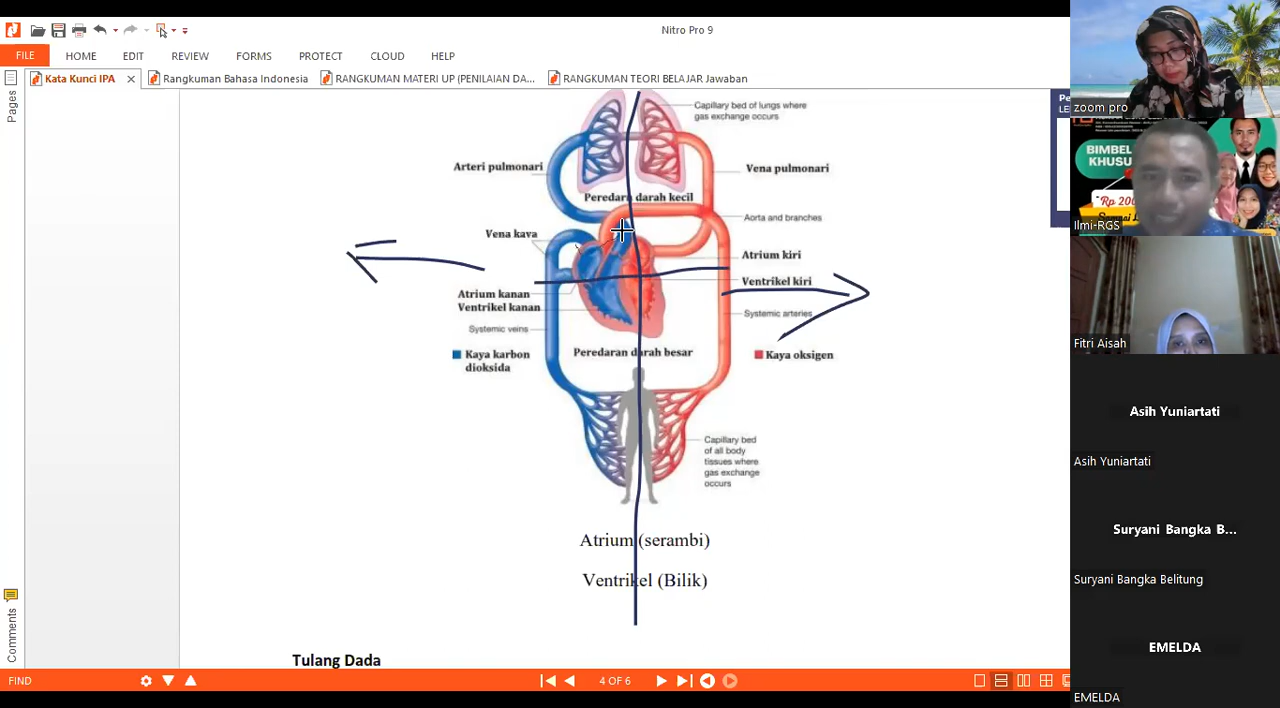 Nitro Pro 9
FILE
HOME
EDIT
REVIEW
FORMS
PROTECT
CLOUD
HELP
Kata Kunci IPA
Rangkuman Bahasa Indonesia
RANGKUMAN MATERI UP (PENILAIAN DA...
RANGKUMAN TEORI BELAJAR Jawaban
Pages
Comments
Capillary bed of lungs where
gas exchange occurs
Arteri pulmonari
Vena pulmonari
Peredaran darah kecil
Aorta and branches
Vena kava
Atrium kiri
Ventrikel kiri
Atrium kanan
Ventrikel kanan
Systemic arteries
Systemic veins
Peredaran darah besar
Kaya karbon
dioksida
Kaya oksigen
Capillary bed
of all body
tissues where
gas exchange
occurs
Atrium (serambi)
Ventrikel (Bilik)
Tulang Dada
FIND
4 OF 6
Pe
LE
zoom pro
BIMBEL
KHUSU
"Rp 200
Ilmi-RGS
Fitri Aisah
Asih Yuniartati
Asih Yuniartati
Suryani Bangka B...
Suryani Bangka Belitung
EMELDA
EMELDA